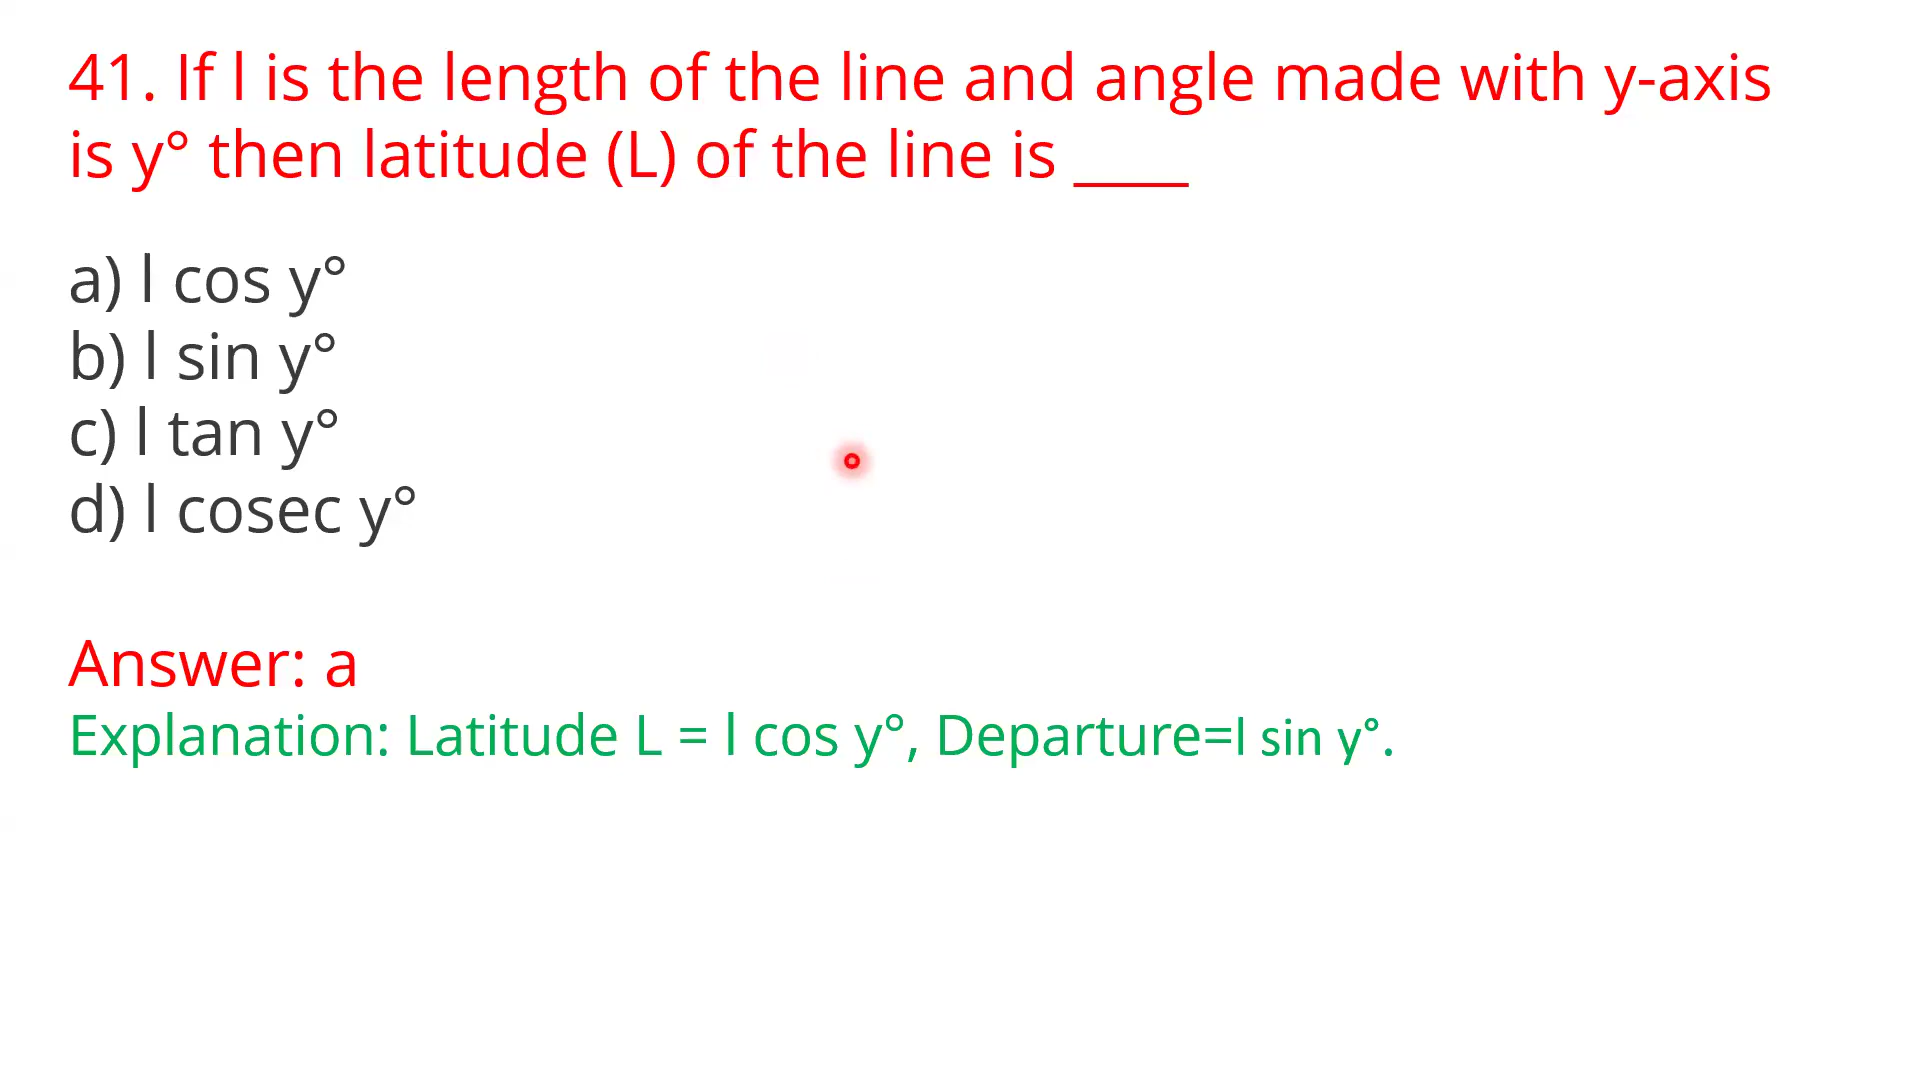 41. If l is the length of the line and angle made with y-axis
is y° then latitude (L) of the line is ____
a) l cos y°
b) l sin y°
c) l tan y°
d) l cosec y°
Answer: a
Explanation: Latitude L = l cos y°, Departure=l sin y°.